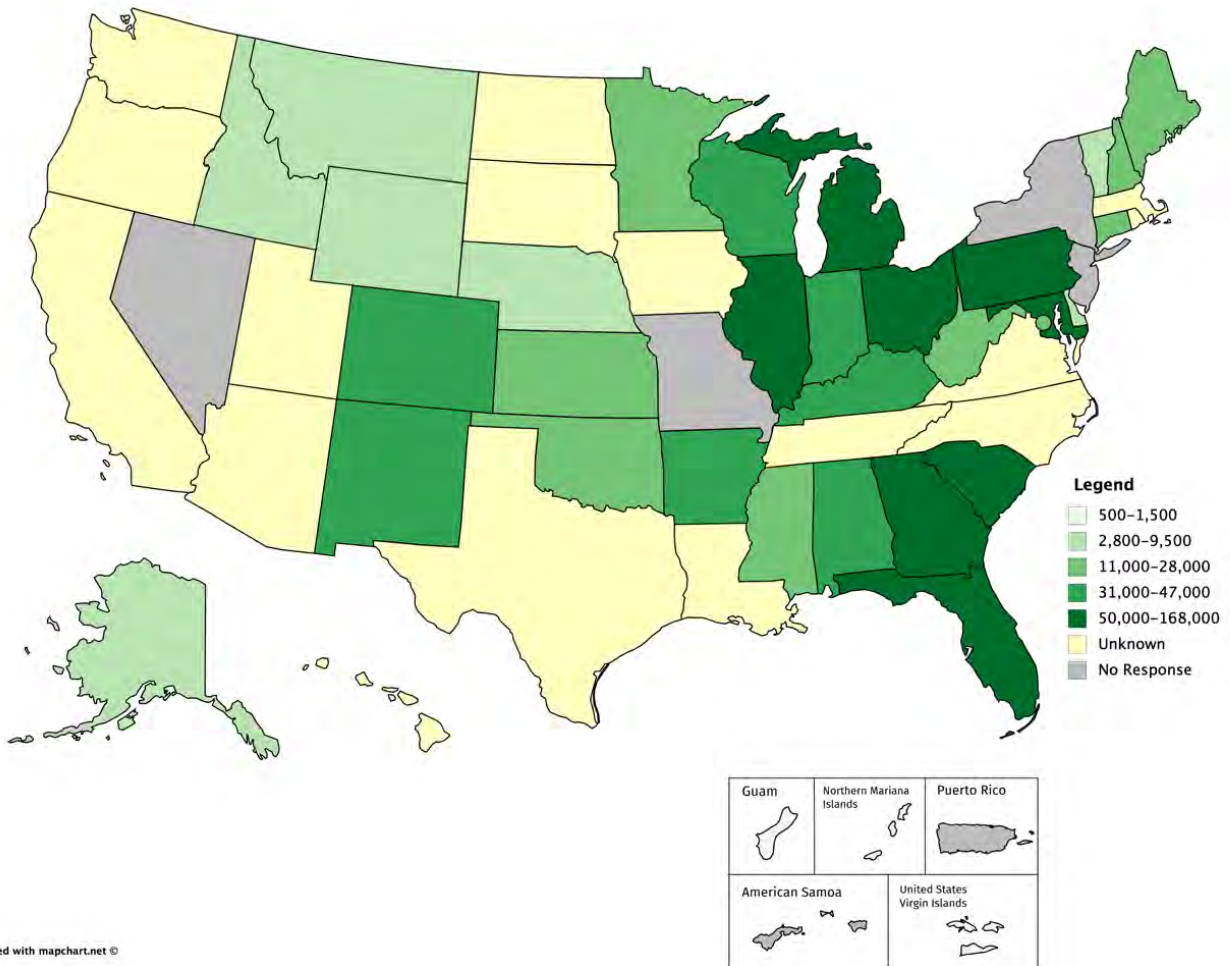 Legend
500–1,500
2,800–9,500
11,000–28,000
31,000–47,000
50,000–168,000
Unknown
No Response
Guam
Northern Mariana
Islands
Puerto Rico
American Samoa
United States
Virgin Islands
ed with mapchart.net ©